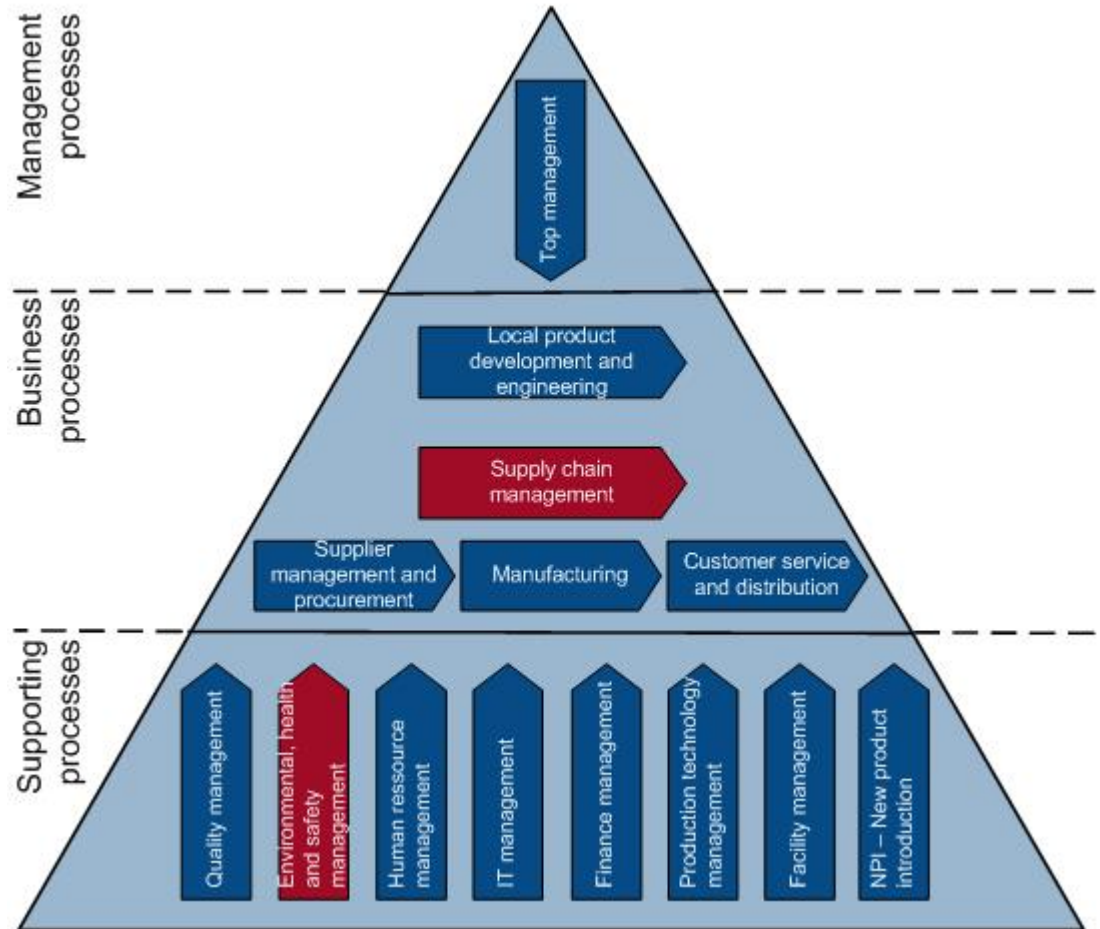 Management
processes
Top management
Business
processes
Local product
development and
engineering
Supply chain
management
Supplier
management and
procurement
Manufacturing
Customer service
and distribution
Supporting
processes
Quality management
Environmental, health
and safety
management
Human ressource
management
IT management
Finance management
Production technology
management
Facility management
NPI – New product
introduction